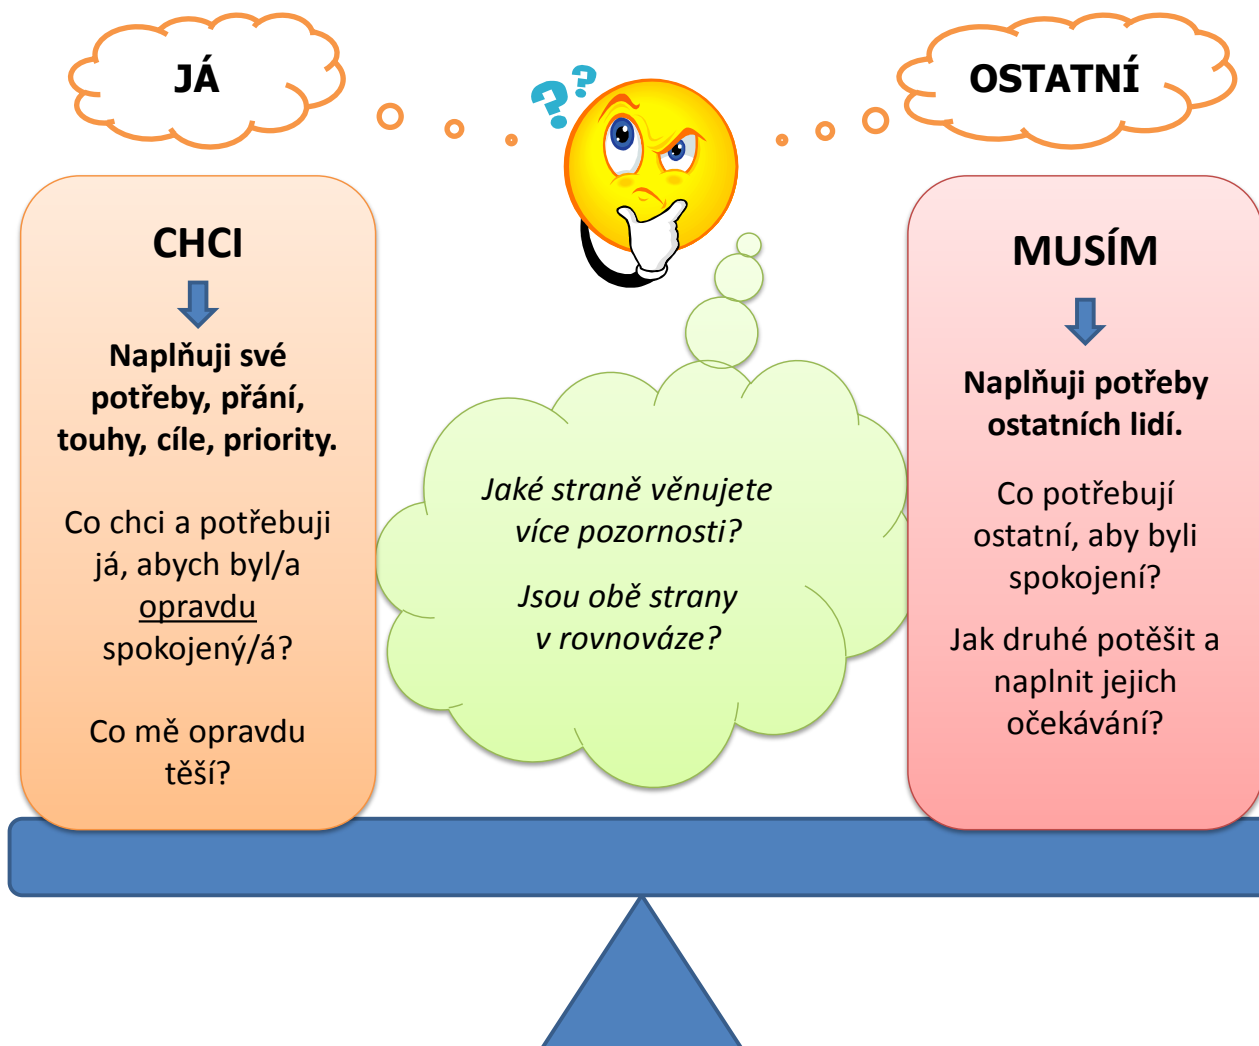 JÁ
OSTATNÍ
??
CHCI
Naplňuji své
potřeby, přání,
touhy, cíle, priority.
Co chci a potřebuji
já, abych byl/a
opravdu
spokojený/á?
Co mě opravdu
těší?
Jaké straně věnujete
více pozornosti?
Jsou obě strany
v rovnováze?
MUSÍM
Naplňuji potřeby
ostatních lidí.
Co potřebují
ostatní, aby byli
spokojení?
Jak druhé potěšit a
naplnit jejich
očekávání?